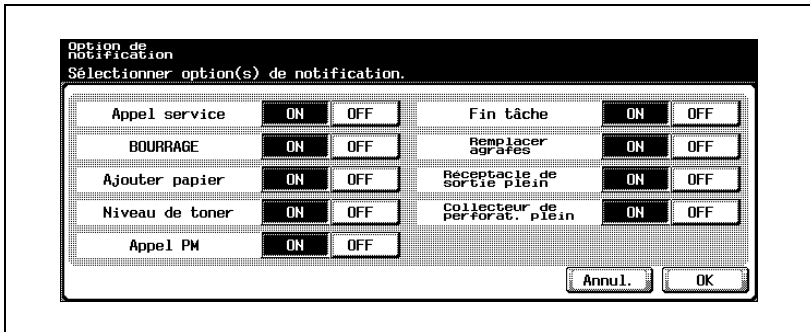 Option de
notification
Sélectionner option(s) de notification.
Appel service ON OFF Fin tâche ON OFF
BOURRAGE ON OFF Remplacer agrafes ON OFF
Ajouter papier ON OFF Réceptacle de sortie plein ON OFF
Niveau de toner ON OFF Collecteur de perforat. plein ON OFF
Appel PM ON OFF
Annul. OK